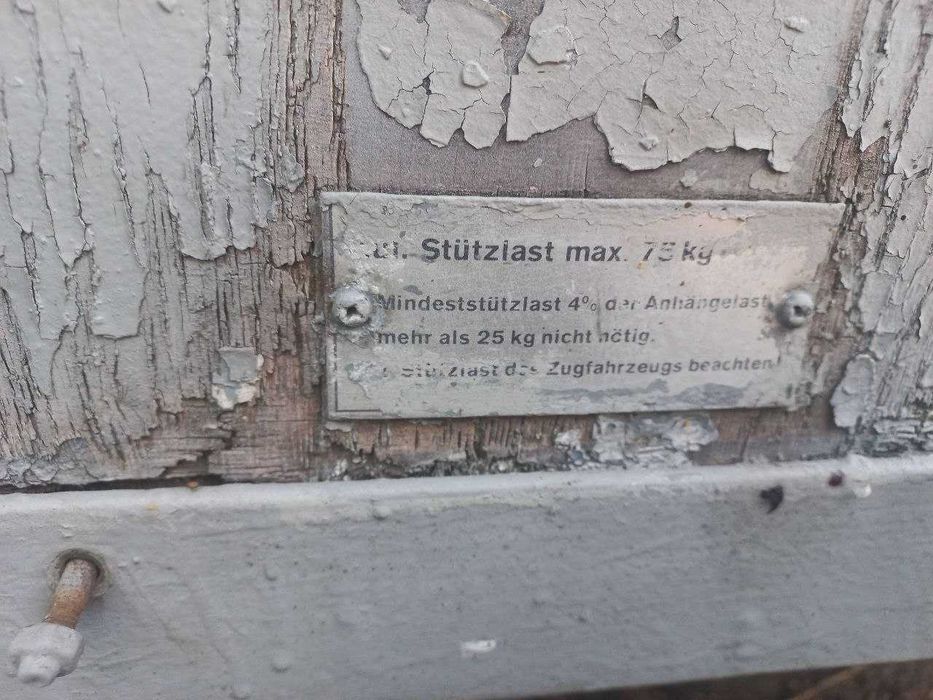 Stützlast max. 75 kg
Mindeststützlast 4% der Anhängelast
mehr als 25 kg nicht nötig.
Stützlast des Zugfahrzeugs beachten